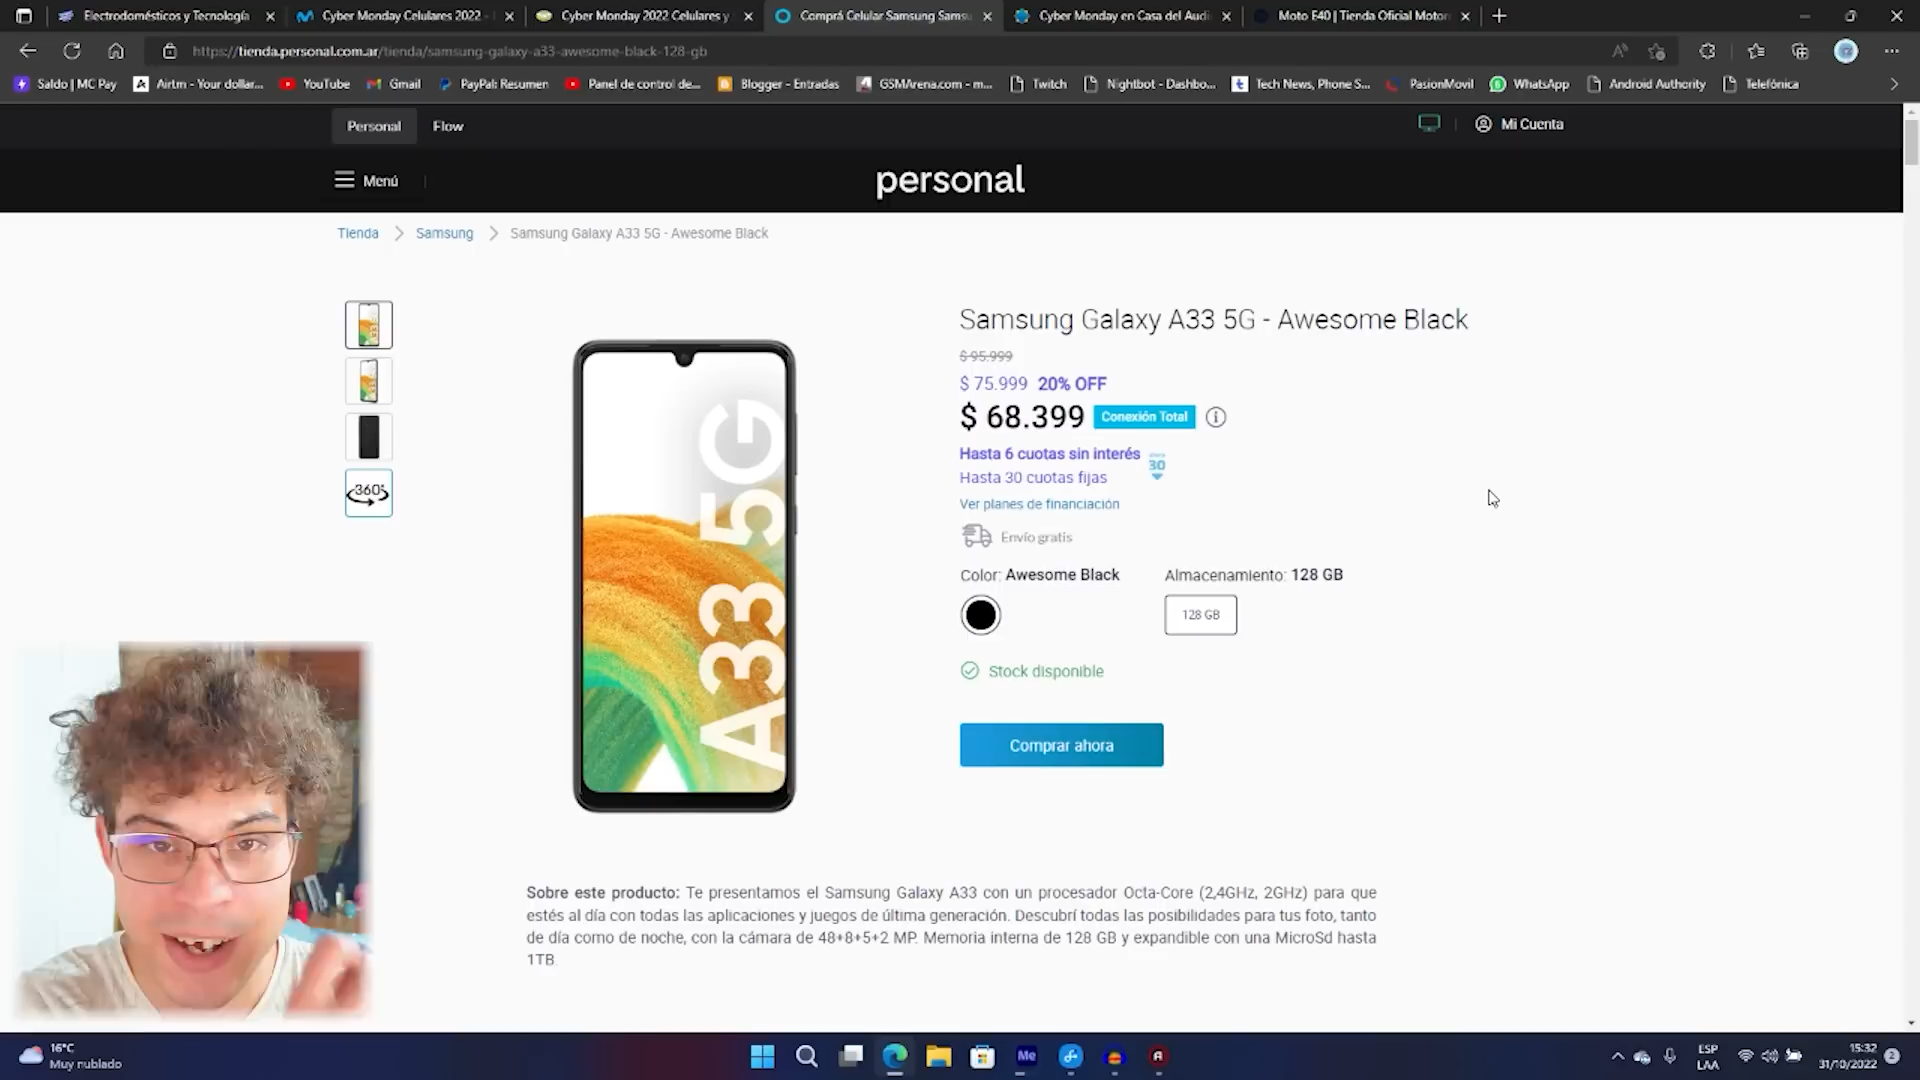 Electrodomésticos y Tecnología
Cyber Monday Celulares 2022 -
Cyber Monday 2022 Celulares y
Comprá Celular Samsung Samsu
Cyber Monday en Casa del Audi
Moto E40 | Tienda Oficial Motor
https://tienda.personal.com.ar/tienda/samsung-galaxy-a33-awesome-black-128-gb
Saldo | MC Pay
Airtm - Your dollar...
YouTube
Gmail
PayPal: Resumen
Panel de control de...
Blogger - Entradas
GSMArena.com - m...
Twitch
Nightbot - Dashbo...
Tech News, Phone S...
PasionMovil
WhatsApp
Android Authority
Telefónica
Personal
Flow
Mi Cuenta
Menú
personal
Tienda
Samsung
Samsung Galaxy A33 5G - Awesome Black
360°
A33 5G
Samsung Galaxy A33 5G - Awesome Black
$ 95.999
$ 75.999 20% OFF
$ 68.399 Conexión Total
Hasta 6 cuotas sin interés
30
Hasta 30 cuotas fijas
Ver planes de financiación
Envío gratis
Color: Awesome Black
Almacenamiento: 128 GB
128 GB
Stock disponible
Comprar ahora
Sobre este producto: Te presentamos el Samsung Galaxy A33 con un procesador Octa-Core (2,4GHz, 2GHz) para que
estés al día con todas las aplicaciones y juegos de última generación. Descubrí todas las posibilidades para tus foto, tanto
de día como de noche, con la cámara de 48+8+5+2 MP. Memoria interna de 128 GB y expandible con una MicroSd hasta
1TB.
16°C
Muy nublado
Me
ESP
LAA
15:32
31/10/2022
2